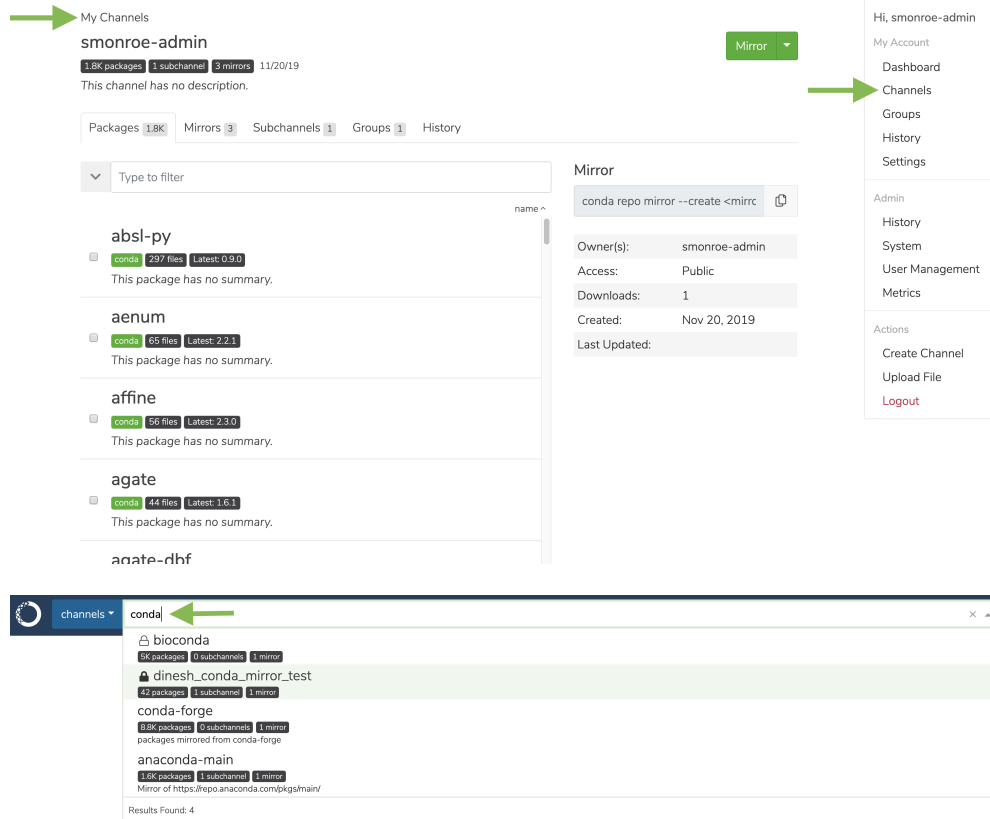 My Channels
smonroe-admin
1.8K packages 1 subchannel 3 mirrors 11/20/19
This channel has no description.
Mirror
Packages 1.8K Mirrors 3 Subchannels 1 Groups 1 History
Type to filter
name
absl-py
conda 297 files Latest: 0.9.0
This package has no summary.
aenum
conda 65 files Latest: 2.2.1
This package has no summary.
affine
conda 56 files Latest: 2.3.0
This package has no summary.
agate
conda 44 files Latest: 1.6.1
This package has no summary.
agate-dbf
Mirror
conda repo mirror --create <mirrc
Owner(s): smonroe-admin
Access: Public
Downloads: 1
Created: Nov 20, 2019
Last Updated:
Hi, smonroe-admin
My Account
Dashboard
Channels
Groups
History
Settings
Admin
History
System
User Management
Metrics
Actions
Create Channel
Upload File
Logout
channels conda
bioconda
5K packages 0 subchannels 1 mirror
dinesh_conda_mirror_test
42 packages 1 subchannel 1 mirror
conda-forge
8.8K packages 0 subchannels 1 mirror
packages mirrored from conda-forge
anaconda-main
1.6K packages 1 subchannel 1 mirror
Mirror of https://repo.anaconda.com/pkgs/main/
Results Found: 4